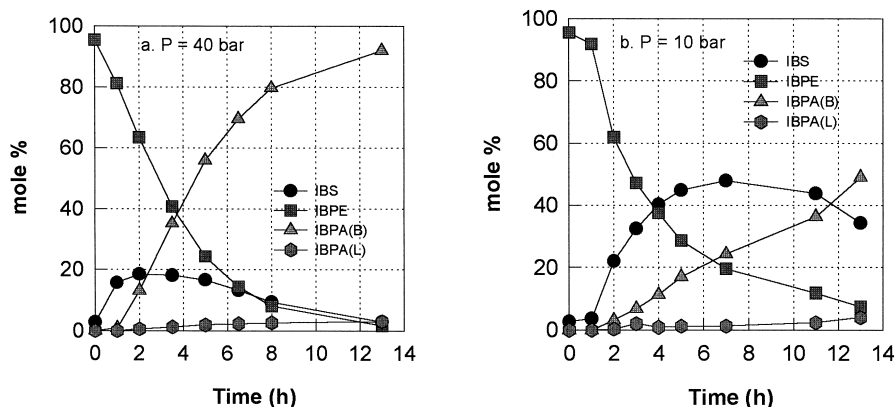 a. P = 40 bar
mole %
100
80
60
40
20
0
IBS
IBPE
IBPA(B)
IBPA(L)
0 2 4 6 8 10 12 14
Time (h)
b. P = 10 bar
mole %
100
80
60
40
20
0
IBS
IBPE
IBPA(B)
IBPA(L)
0 2 4 6 8 10 12 14
Time (h)